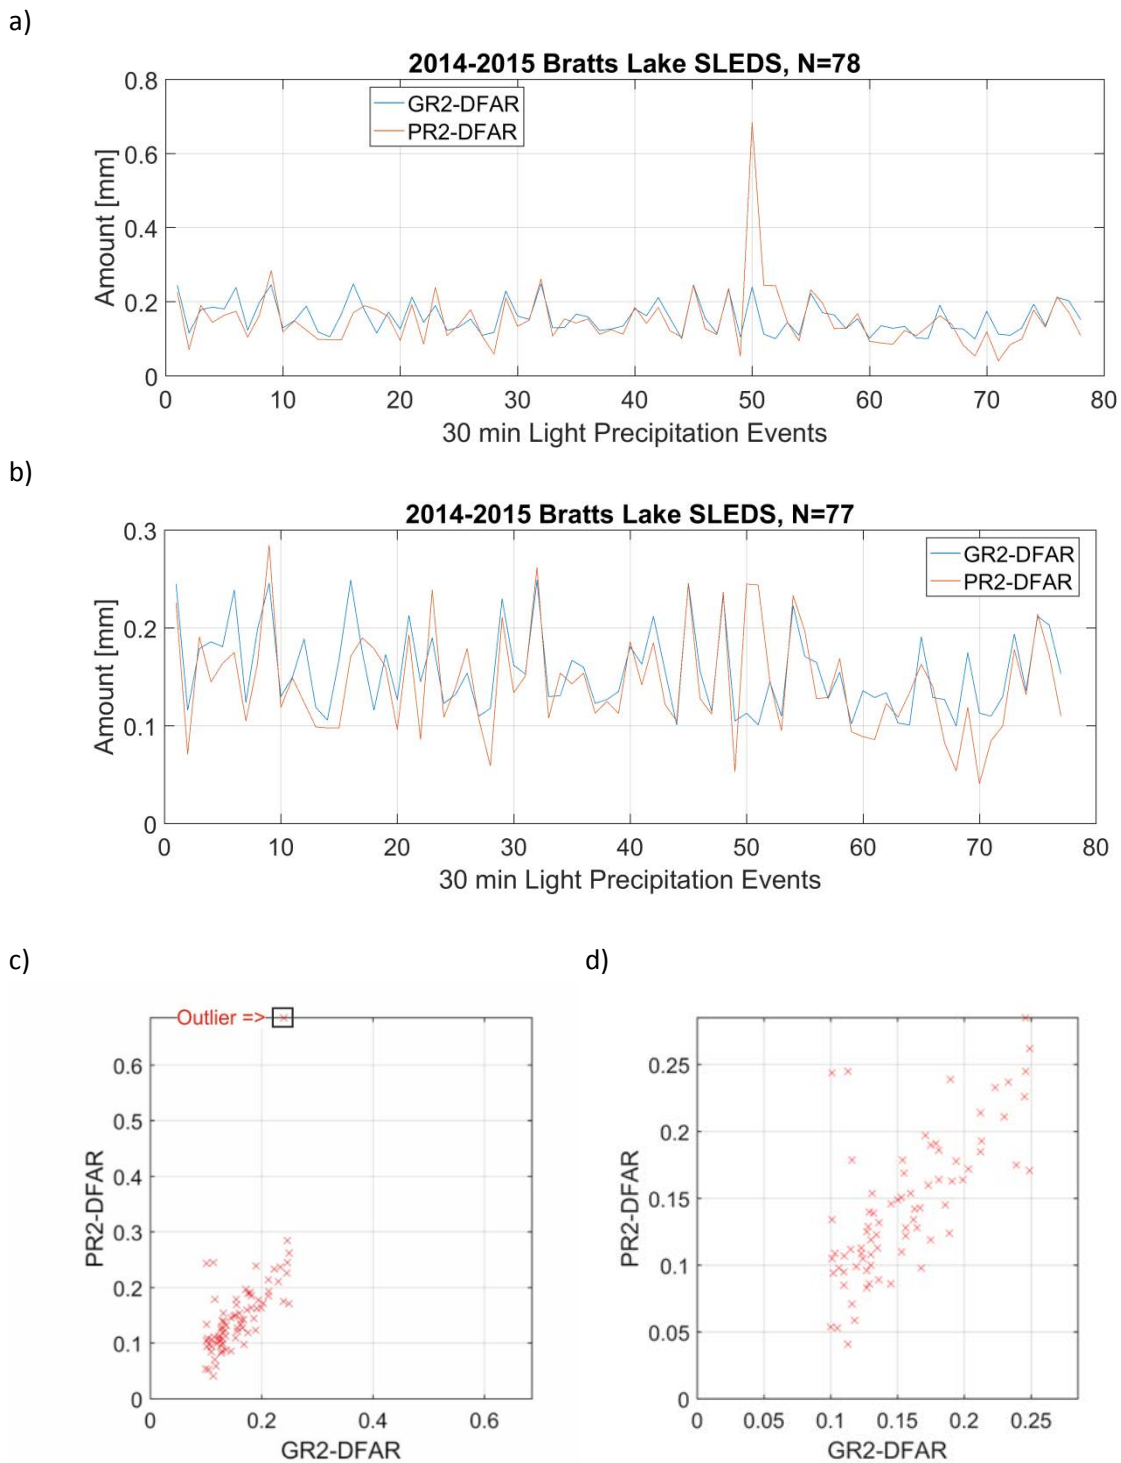 a)
2014-2015 Bratts Lake SLEDS, N=78
GR2-DFAR
PR2-DFAR
Amount [mm]
0.8
0.6
0.4
0.2
0
0 10 20 30 40 50 60 70 80
30 min Light Precipitation Events
b)
2014-2015 Bratts Lake SLEDS, N=77
GR2-DFAR
PR2-DFAR
Amount [mm]
0.3
0.2
0.1
0
0 10 20 30 40 50 60 70 80
30 min Light Precipitation Events
c)
Outlier =>
PR2-DFAR
0.6
0.5
0.4
0.3
0.2
0.1
0
0 0.2 0.4 0.6
GR2-DFAR
d)
PR2-DFAR
0.25
0.2
0.15
0.1
0.05
0
0 0.05 0.1 0.15 0.2 0.25
GR2-DFAR